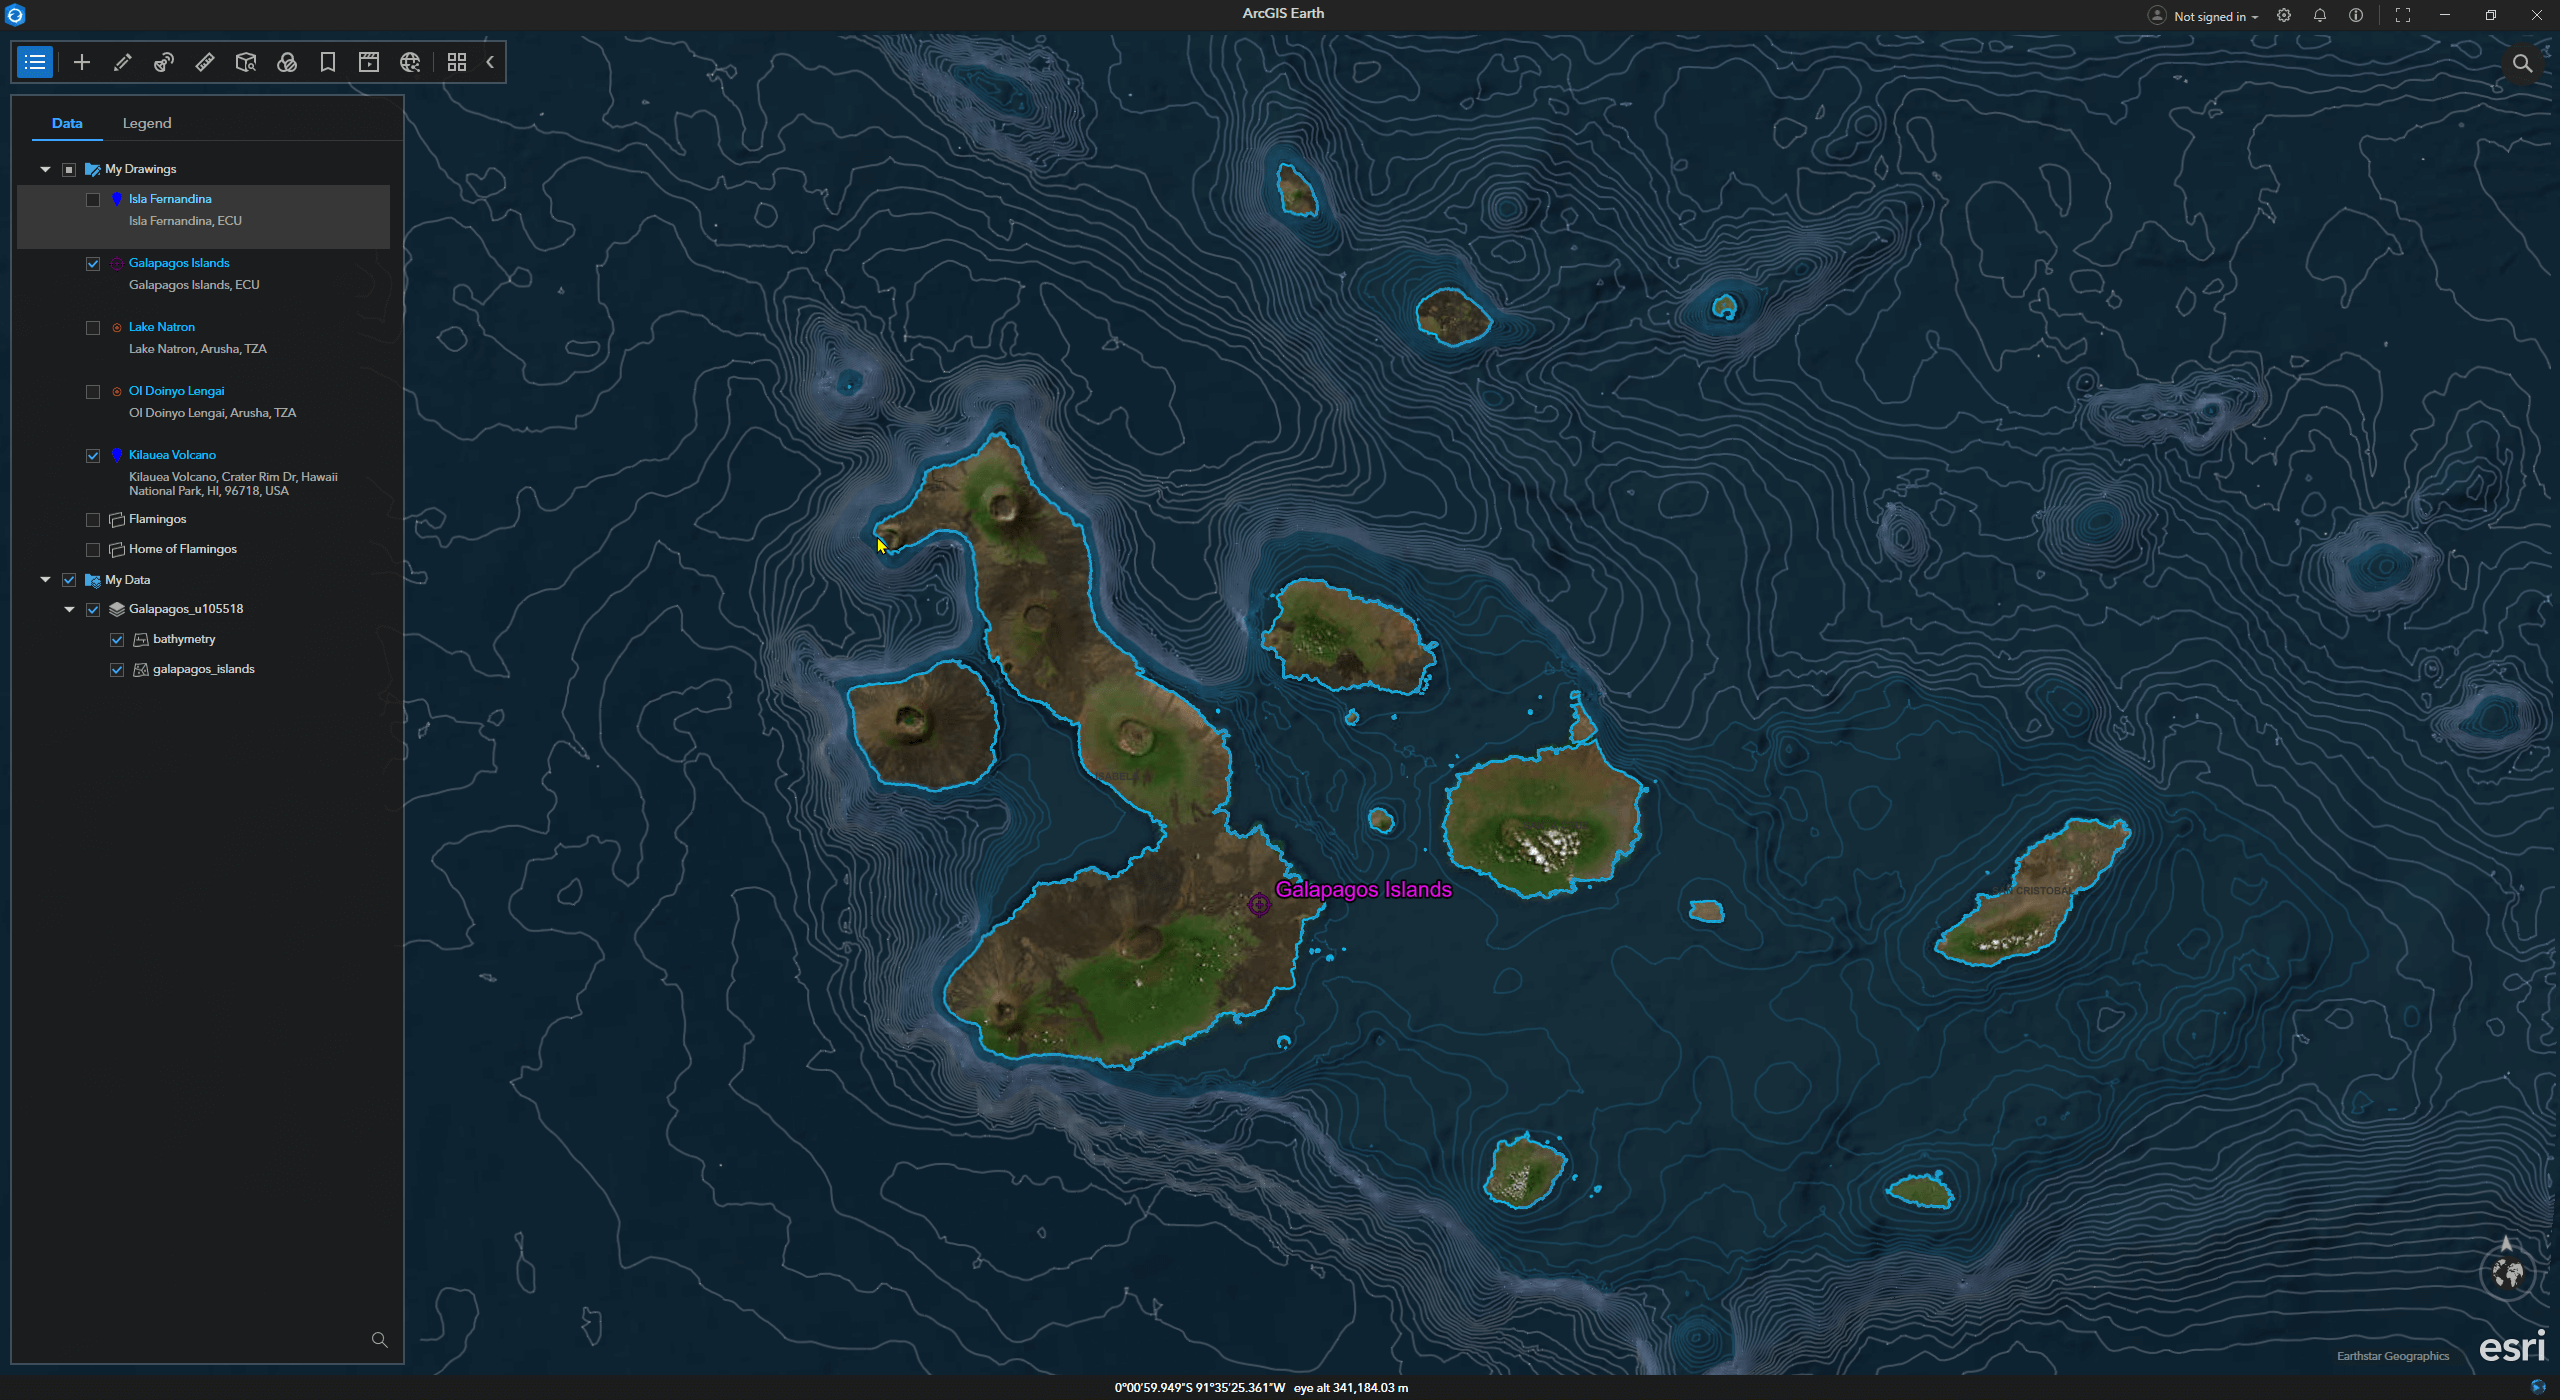 ArcGIS Earth
Not signed in
Data
Legend
My Drawings
Isla Fernandina
Isla Fernandina, ECU
Galapagos Islands
Galapagos Islands, ECU
Lake Natron
Lake Natron, Arusha, TZA
Ol Doinyo Lengai
Ol Doinyo Lengai, Arusha, TZA
Kilauea Volcano
Kilauea Volcano, Crater Rim Dr, Hawaii
National Park, HI, 96718, USA
Flamingos
Home of Flamingos
My Data
Galapagos_u105518
bathymetry
galapagos_islands
ISABELA
Galapagos Islands
SAN CRISTOBAL
esri
Earthstar Geographics
0°00'59.949"S 91°35'25.361"W eye alt 341,184.03 m